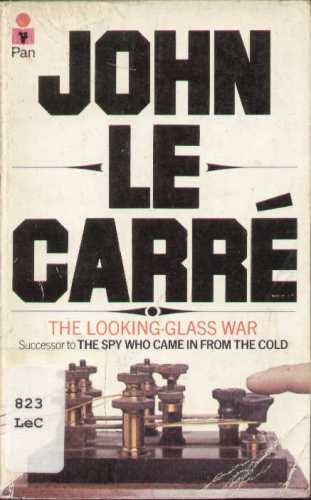 Pan
JOHN
LE
CARRÉ
THE LOOKING-GLASS WAR
Successor to THE SPY WHO CAME IN FROM THE COLD
823
LeC